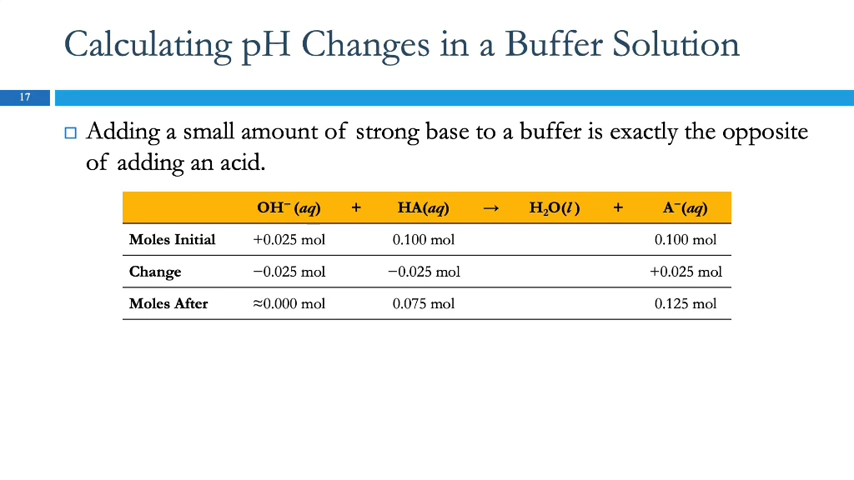 Calculating pH Changes in a Buffer Solution
17
Adding a small amount of strong base to a buffer is exactly the opposite
of adding an acid.
OH⁻ (aq) + HA(aq) → H₂O(l) + A⁻(aq)
Moles Initial +0.025 mol 0.100 mol 0.100 mol
Change −0.025 mol −0.025 mol +0.025 mol
Moles After ≈0.000 mol 0.075 mol 0.125 mol